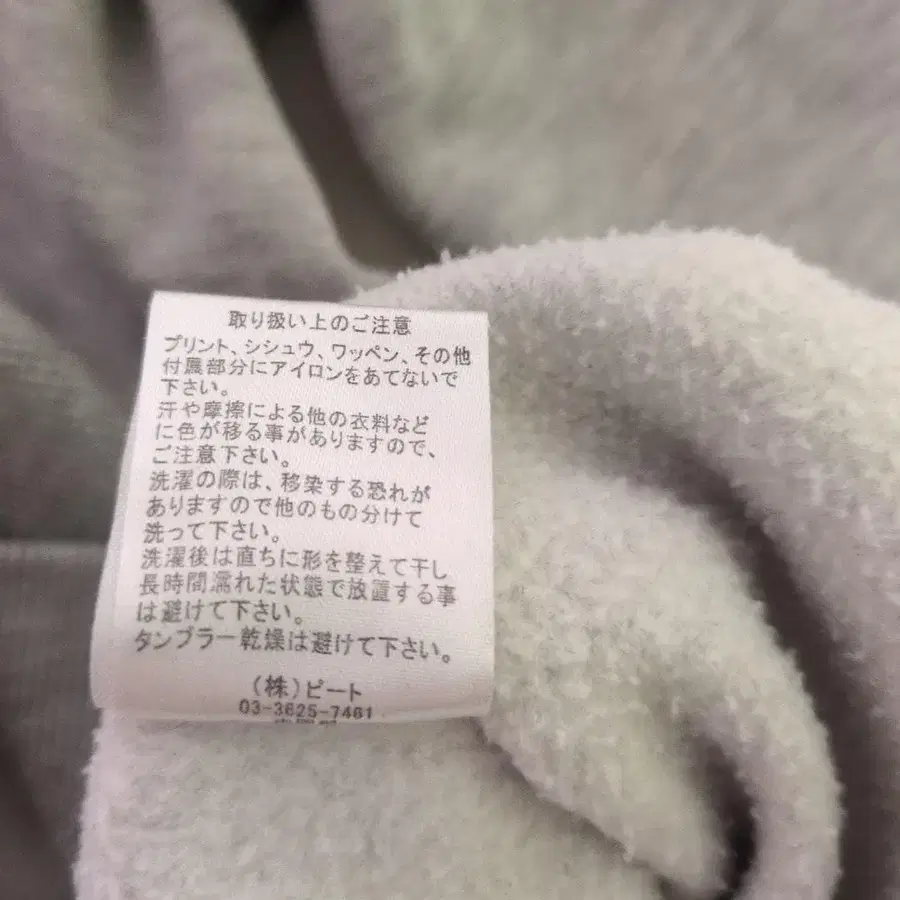 取り扱い上のご注意
プリント、シシュウ、ワッペン、その他
付属部分にアイロンをあてないで
下さい。
汗や摩擦による他の衣料など
に色が移る事がありますので、
ご注意下さい。
洗濯の際は、移染する恐れが
ありますので他のもの分けて
洗って下さい。
洗濯後は直ちに形を整えて干し
長時間濡れた状態で放置する事
は避けて下さい。
タンブラー乾燥は避けて下さい。
(株)ピート
03-3625-7461